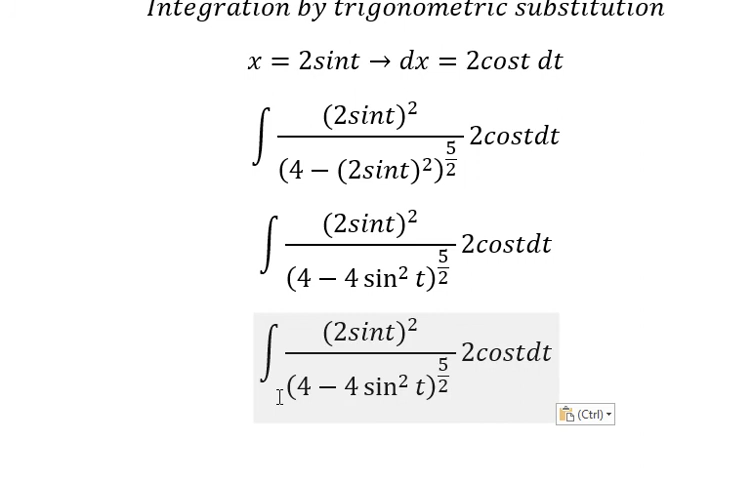 Integration by trigonometric substitution
x = 2sint → dx = 2cost dt
∫ (2sint)² / (4 − (2sint)²)^(5/2) 2costdt
∫ (2sint)² / (4 − 4 sin² t)^(5/2) 2costdt
∫ (2sint)² / (4 − 4 sin² t)^(5/2) 2costdt
(Ctrl)